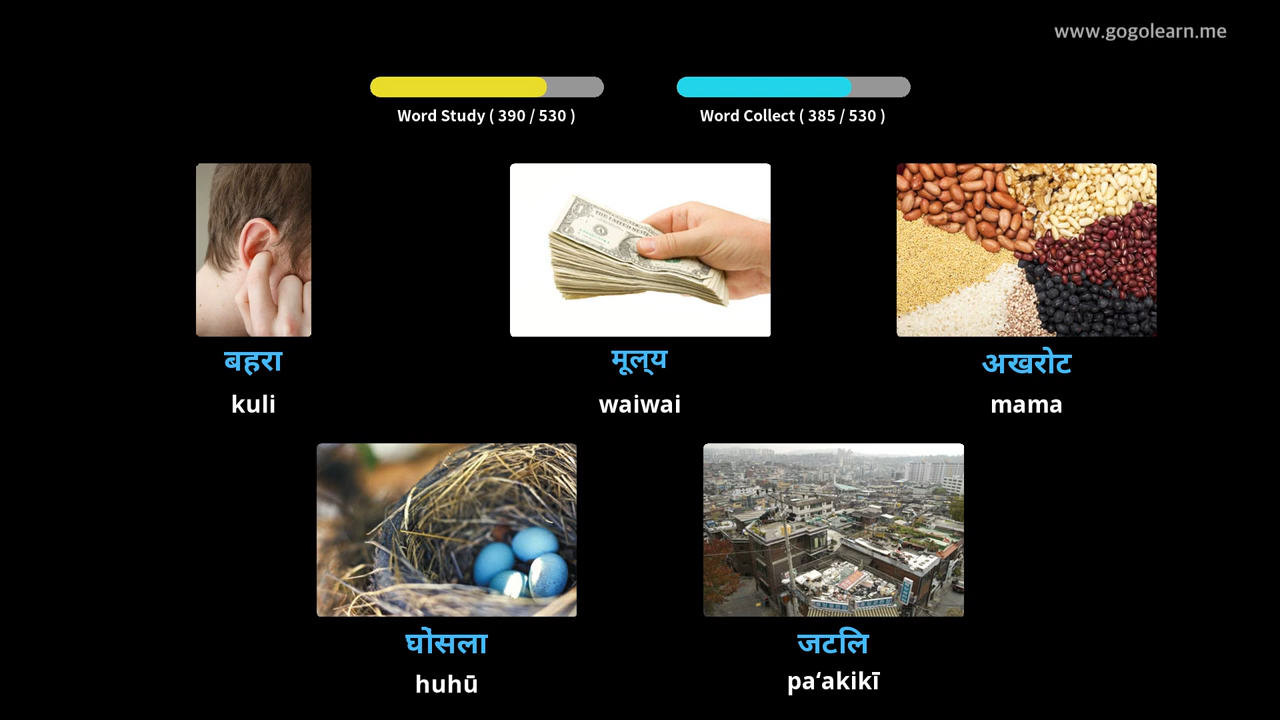 www.gogolearn.me
Word Study ( 390 / 530 )
Word Collect ( 385 / 530 )
बहरा
मूल्‌य
अखरोट
kuli
waiwai
mama
घोंसला
जटलि
huhū
paʻakikī